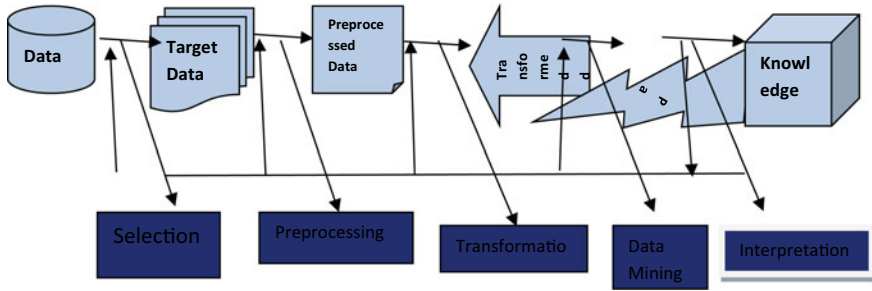 Data
Target
Data
Preproce
ssed
Data
Tra
nsfo
rme
d d
a
P
Knowl
edge
Selection
Preprocessing
Transformatio
Data
Mining
Interpretation